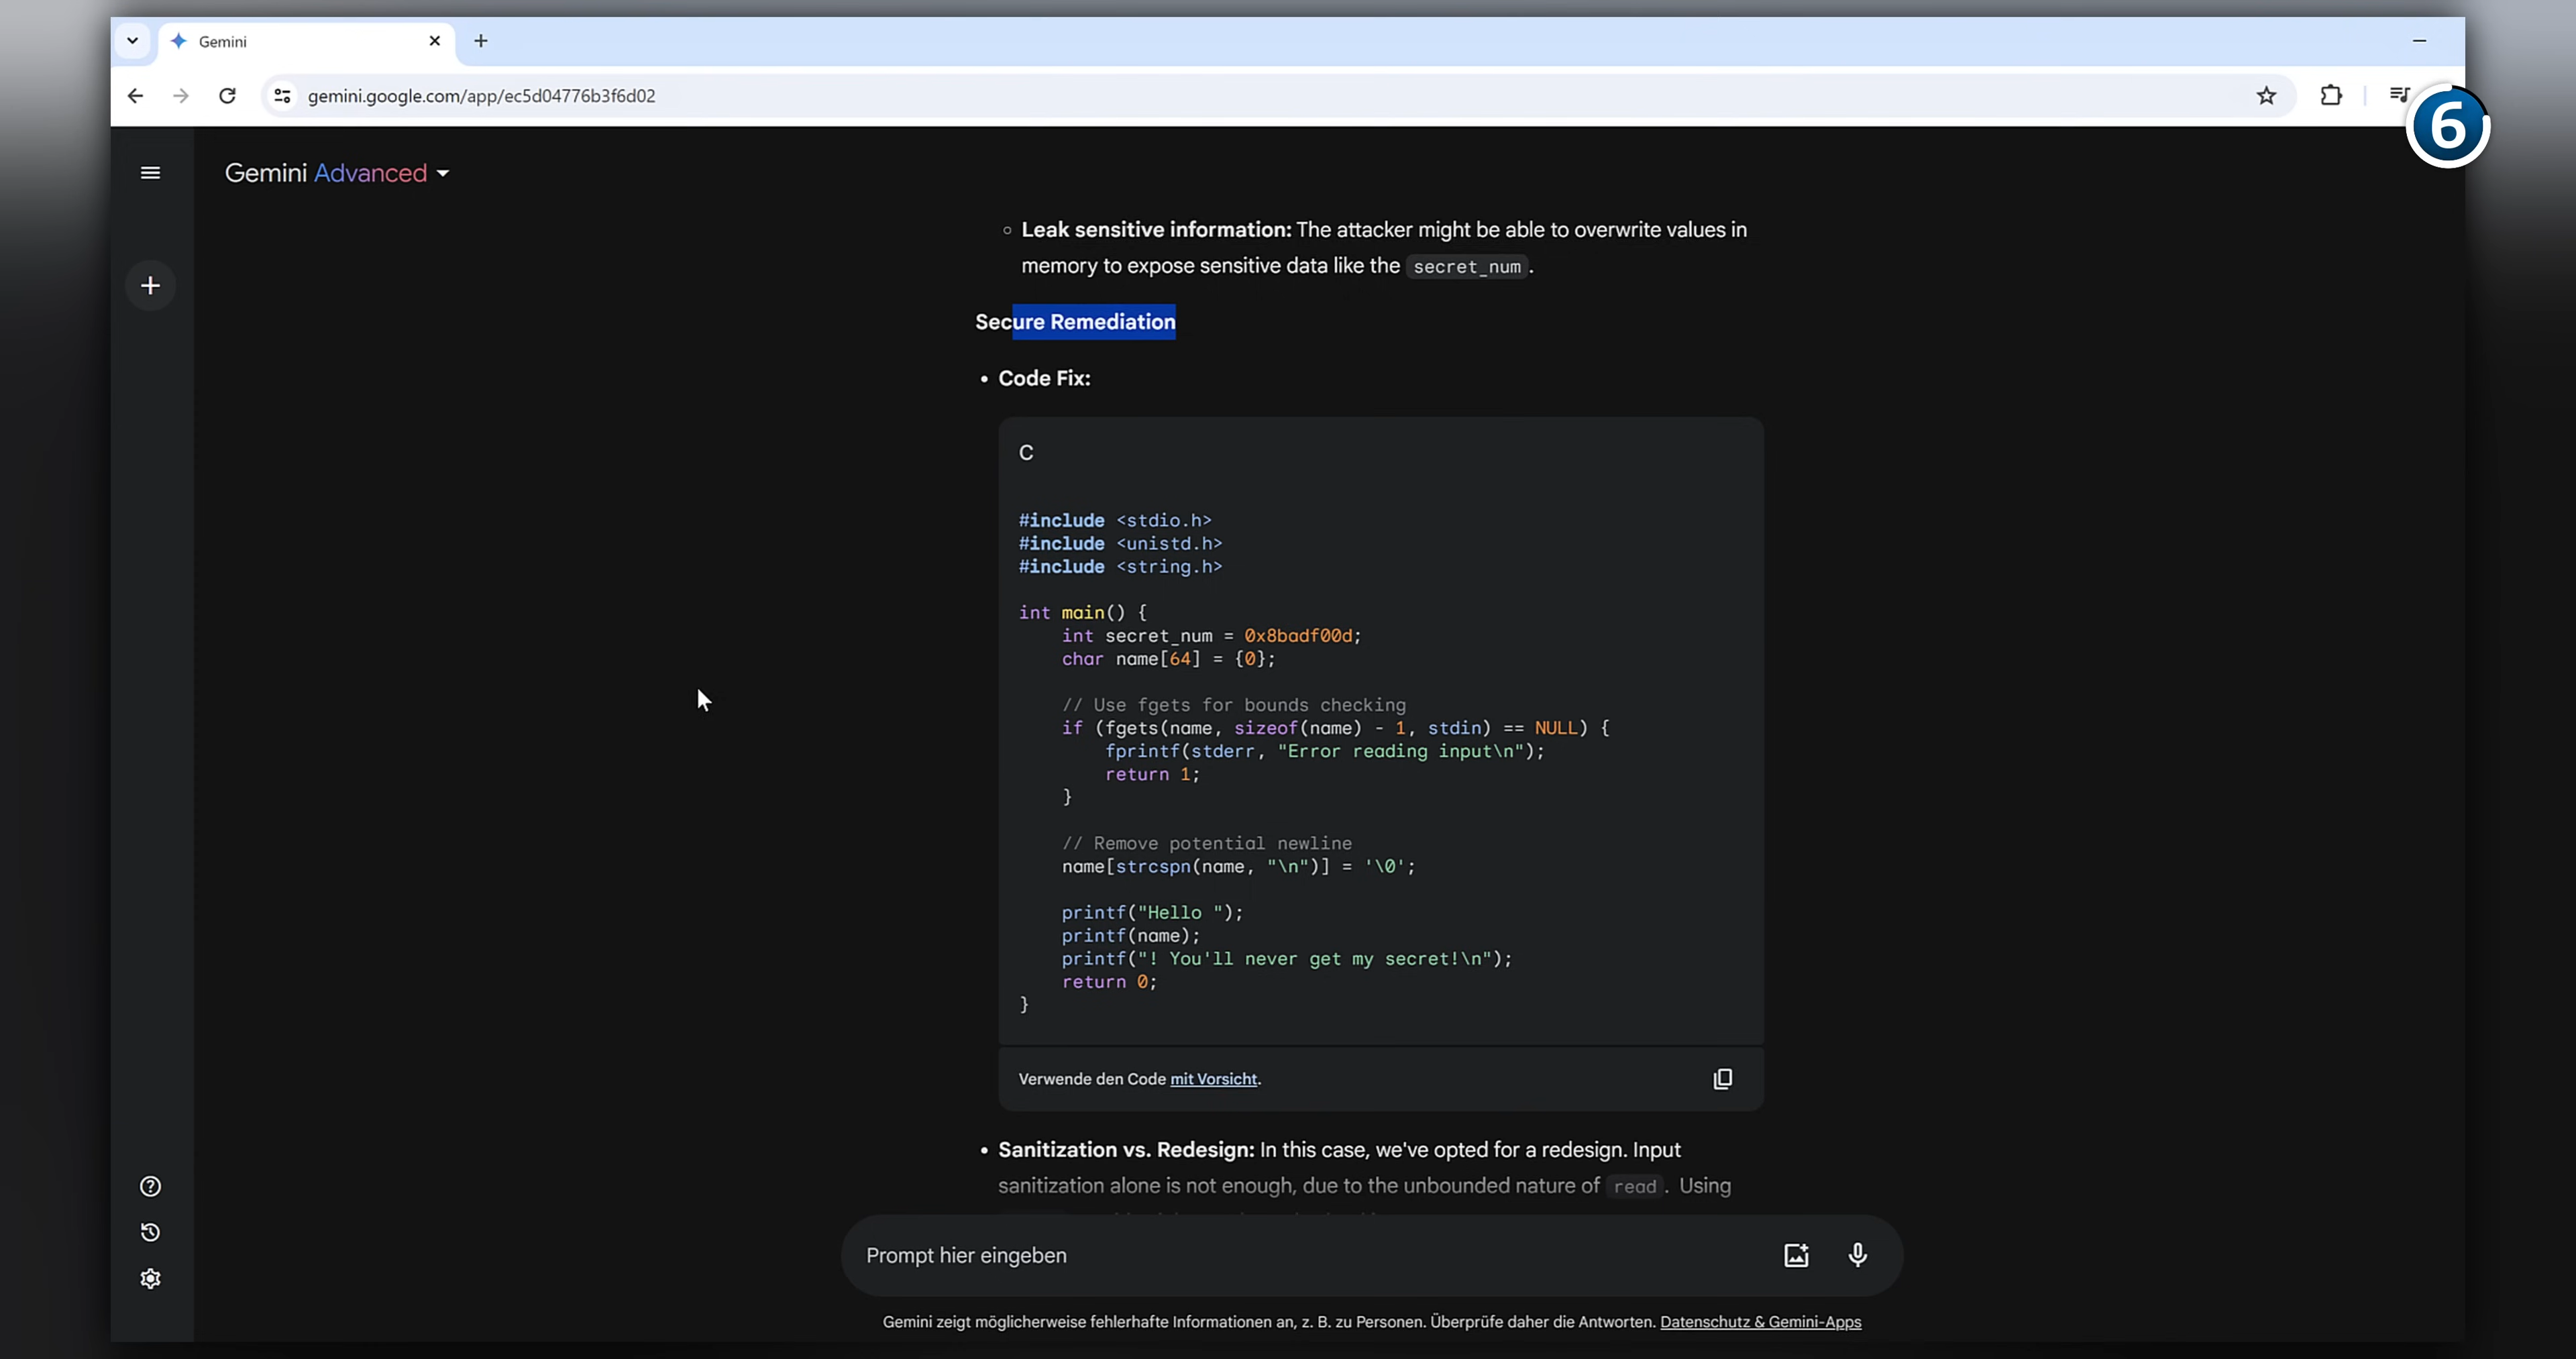 Gemini
gemini.google.com/app/ec5d04776b3f6d02
6
Gemini Advanced
Leak sensitive information: The attacker might be able to overwrite values in
memory to expose sensitive data like the secret_num.
Secure Remediation
• Code Fix:
C
#include <stdio.h>
#include <unistd.h>
#include <string.h>
int main() {
    int secret_num = 0x8badf00d;
    char name[64] = {0};
    // Use fgets for bounds checking
    if (fgets(name, sizeof(name) - 1, stdin) == NULL) {
        fprintf(stderr, "Error reading input\n");
        return 1;
    }
    // Remove potential newline
    name[strcspn(name, "\n")] = '\0';
    printf("Hello ");
    printf(name);
    printf("! You'll never get my secret!\n");
    return 0;
}
Verwende den Code mit Vorsicht.
• Sanitization vs. Redesign: In this case, we've opted for a redesign. Input
sanitization alone is not enough, due to the unbounded nature of read. Using
Prompt hier eingeben
Gemini zeigt möglicherweise fehlerhafte Informationen an, z. B. zu Personen. Überprüfe daher die Antworten. Datenschutz & Gemini-Apps